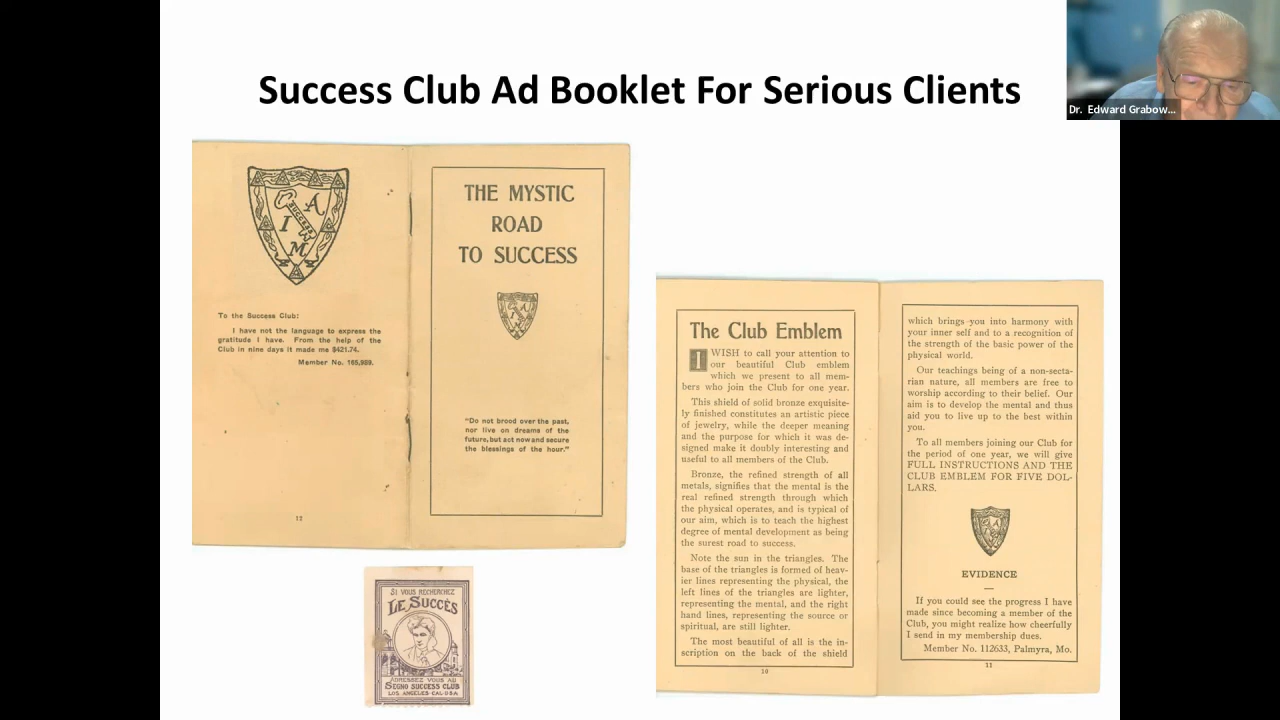 Success Club Ad Booklet For Serious Clients
Dr. Edward Grabow...
C A
SUCCESS
I M
To the Success Club:
I have not the language to express the
gratitude I have. From the help of the
Club in nine days it made me $421.74.
Member No. 165,989.
12
THE MYSTIC
ROAD
TO SUCCESS
"Do not brood over the past,
nor live on dreams of the
future, but act now and secure
the blessings of the hour."
SI VOUS RECHERCHEZ
LE SUCCÈS
ADRESSEZ VOUS AU
SEGNO SUCCESS CLUB
LOS ANGELES-CAL-U.S.A.
The Club Emblem
I WISH to call your attention to
our beautiful Club emblem
which we present to all mem-
bers who join the Club for one year.
This shield of solid bronze exquisite-
ly finished constitutes an artistic piece
of jewelry, while the deeper meaning
and the purpose for which it was de-
signed make it doubly interesting and
useful to all members of the Club.
Bronze, the refined strength of all
metals, signifies that the mental is the
real refined strength through which
the physical operates, and is typical of
our aim, which is to teach the highest
degree of mental development as being
the surest road to success.
Note the sun in the triangles. The
base of the triangles is formed of heav-
ier lines representing the physical, the
left lines of the triangles are lighter,
representing the mental, and the right
hand lines, representing the source or
spiritual, are still lighter.
The most beautiful of all is the in-
scription on the back of the shield
10
which brings you into harmony with
your inner self and to a recognition of
the strength of the basic power of the
physical world.
Our teachings being of a non-secta-
rian nature, all members are free to
worship according to their belief. Our
aim is to develop the mental and thus
aid you to live up to the best within
you.
To all members joining our Club for
the period of one year, we will give
FULL INSTRUCTIONS AND THE
CLUB EMBLEM FOR FIVE DOL-
LARS.
EVIDENCE
If you could see the progress I have
made since becoming a member of the
Club, you might realize how cheerfully
I send in my membership dues.
Member No. 112633, Palmyra, Mo.
11